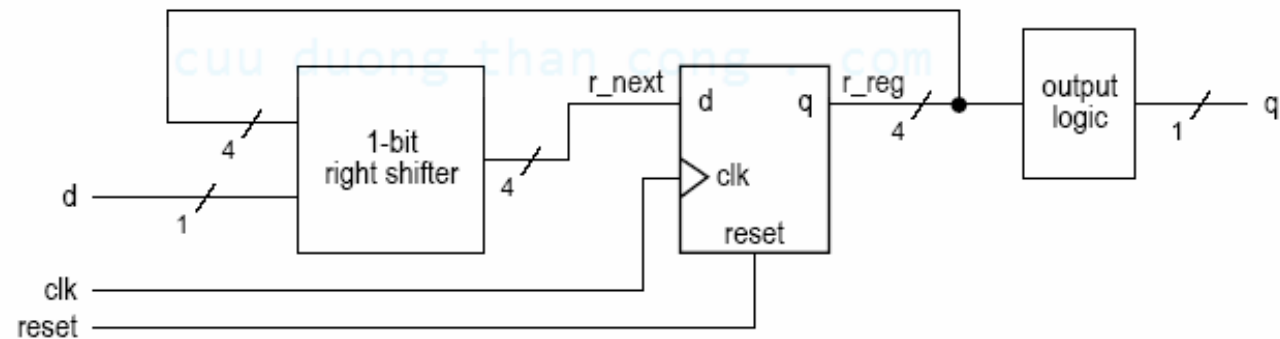 cuu duong than cong . com
r_next
r_reg
d
q
output
logic
q
4
1-bit
right shifter
4
4
1
clk
d
1
reset
clk
reset